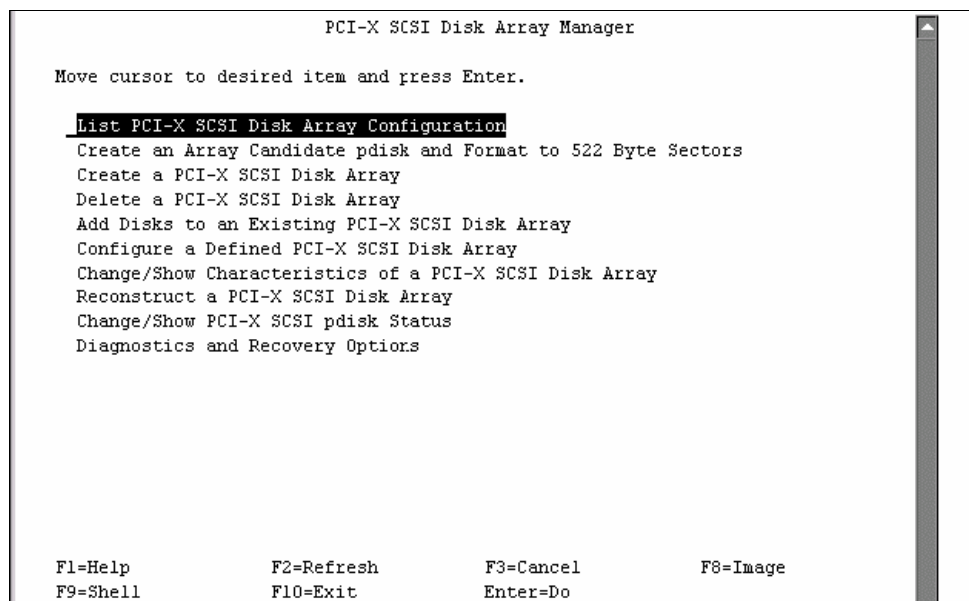 PCI-X SCSI Disk Array Manager
Move cursor to desired item and press Enter.
List PCI-X SCSI Disk Array Configuration
Create an Array Candidate pdisk and Format to 522 Byte Sectors
Create a PCI-X SCSI Disk Array
Delete a PCI-X SCSI Disk Array
Add Disks to an Existing PCI-X SCSI Disk Array
Configure a Defined PCI-X SCSI Disk Array
Change/Show Characteristics of a PCI-X SCSI Disk Array
Reconstruct a PCI-X SCSI Disk Array
Change/Show PCI-X SCSI pdisk Status
Diagnostics and Recovery Options
F1=Help F2=Refresh F3=Cancel F8=Image
F9=Shell F10=Exit Enter=Do